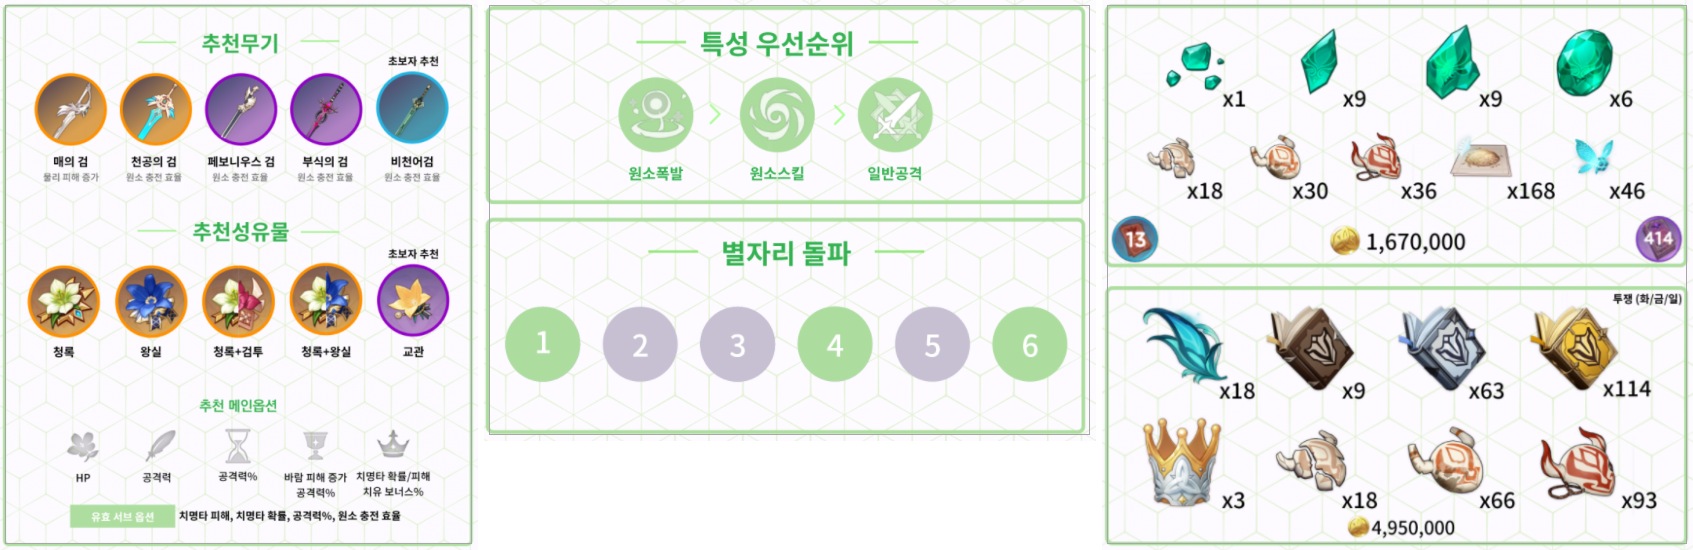 추천무기
초보자 추천
매의 검
물리 피해 증가
천공의 검
원소 충전 효율
페보니우스 검
원소 충전 효율
부식의 검
원소 충전 효율
비천어검
원소 충전 효율
추천성유물
초보자 추천
청록
왕실
청록+검투
청록+왕실
교관
추천 메인옵션
HP
공격력
공격력%
바람 피해 증가
공격력%
치명타 확률/피해
치유 보너스%
유효 서브 옵션
치명타 피해, 치명타 확률, 공격력%, 원소 충전 효율
특성 우선순위
원소폭발
원소스킬
일반공격
별자리 돌파
1
2
3
4
5
6
x1
x9
x9
x6
x18
x30
x36
x168
x46
13
1,670,000
414
투쟁 (화/금/일)
x18
x9
x63
x114
x3
x18
x66
x93
4,950,000